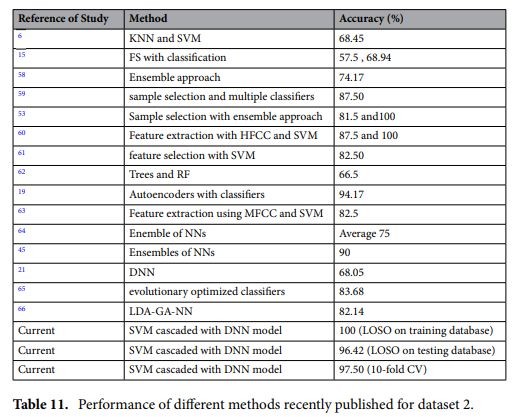 Reference of Study Method Accuracy (%)
6 KNN and SVM 68.45
15 FS with classification 57.5 , 68.94
58 Ensemble approach 74.17
59 sample selection and multiple classifiers 87.50
53 Sample selection with ensemble approach 81.5 and100
60 Feature extraction with HFCC and SVM 87.5 and 100
61 feature selection with SVM 82.50
62 Trees and RF 66.5
19 Autoencoders with classifiers 94.17
63 Feature extraction using MFCC and SVM 82.5
64 Enemble of NNs Average 75
45 Ensembles of NNs 90
21 DNN 68.05
65 evolutionary optimized classifiers 83.68
66 LDA-GA-NN 82.14
Current SVM cascaded with DNN model 100 (LOSO on training database)
Current SVM cascaded with DNN model 96.42 (LOSO on testing database)
Current SVM cascaded with DNN model 97.50 (10-fold CV)
Table 11. Performance of different methods recently published for dataset 2.